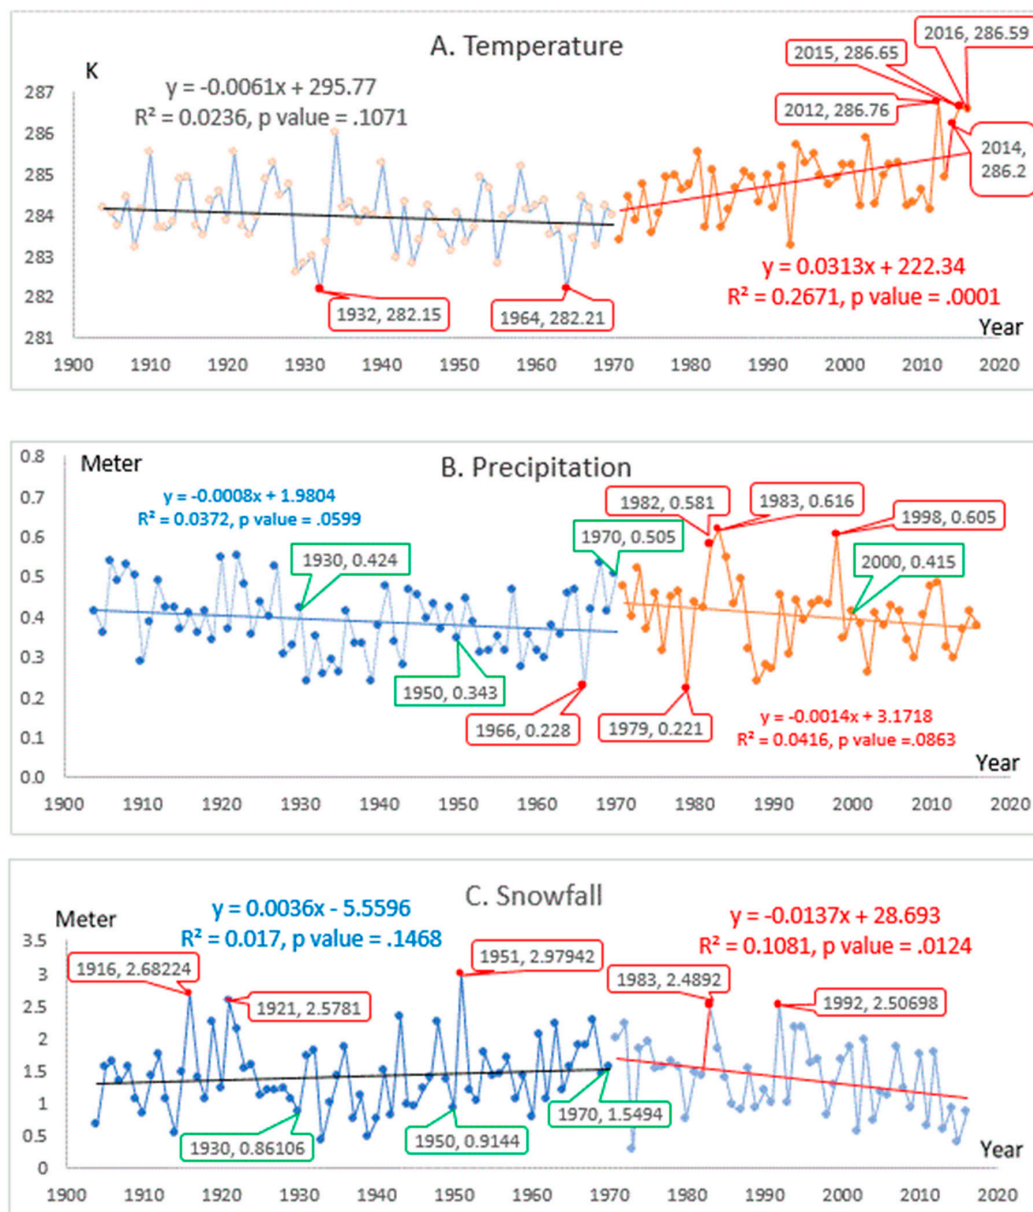 A. Temperature
K
y = -0.0061x + 295.77
R² = 0.0236, p value = .1071
2016, 286.59
2015, 286.65
2012, 286.76
2014,
286.2
287
286
285
284
283
282
281
1932, 282.15
1964, 282.21
y = 0.0313x + 222.34
R² = 0.2671, p value = .0001
Year
1900 1910 1920 1930 1940 1950 1960 1970 1980 1990 2000 2010 2020
B. Precipitation
Meter
y = -0.0008x + 1.9804
R² = 0.0372, p value = .0599
1982, 0.581
1983, 0.616
1998, 0.605
1970, 0.505
1930, 0.424
2000, 0.415
0.8
0.7
0.6
0.5
0.4
0.3
0.2
0.1
0.0
1950, 0.343
1966, 0.228
1979, 0.221
y = -0.0014x + 3.1718
R² = 0.0416, p value =.0863
Year
1900 1910 1920 1930 1940 1950 1960 1970 1980 1990 2000 2010 2020
C. Snowfall
Meter
y = 0.0036x - 5.5596
R² = 0.017, p value = .1468
y = -0.0137x + 28.693
R² = 0.1081, p value = .0124
1916, 2.68224
1921, 2.5781
1951, 2.97942
1983, 2.4892
1992, 2.50698
3.5
3
2.5
2
1.5
1
0.5
0
1930, 0.86106
1950, 0.9144
1970, 1.5494
Year
1900 1910 1920 1930 1940 1950 1960 1970 1980 1990 2000 2010 2020